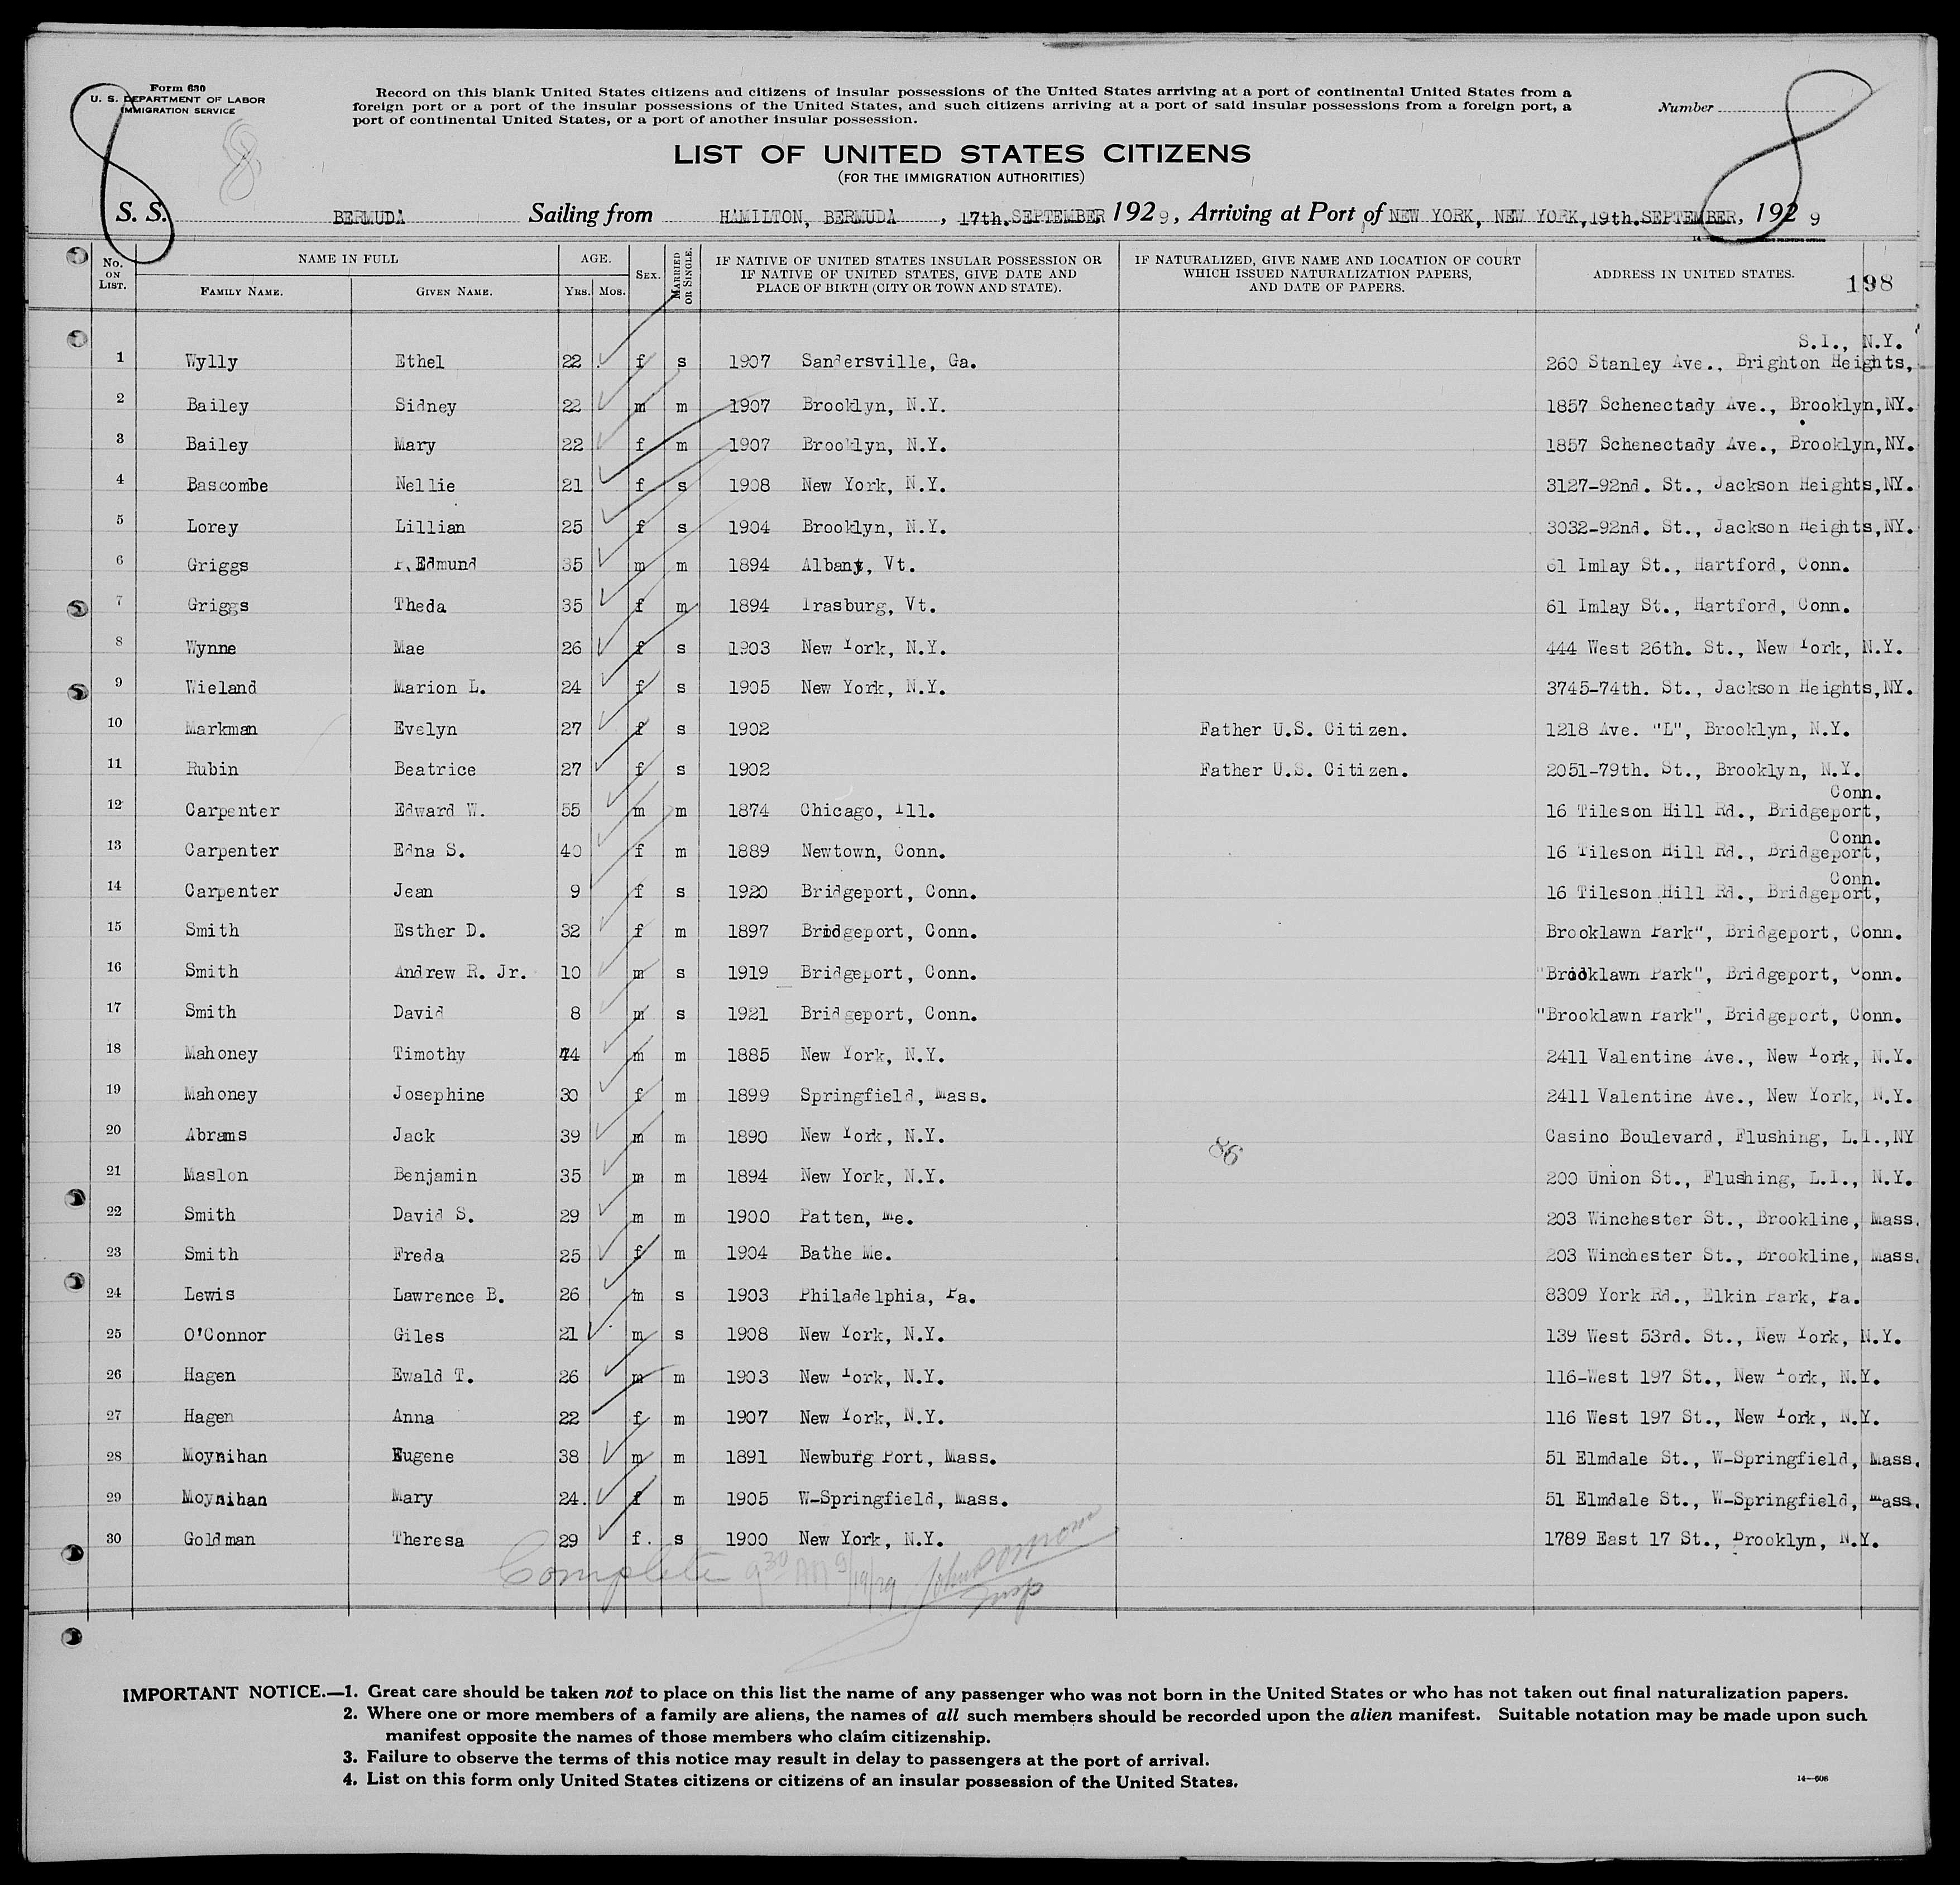 Form 630
U. S. DEPARTMENT OF LABOR
IMMIGRATION SERVICE
8
8
8
Record on this blank United States citizens and citizens of insular possessions of the United States arriving at a port of continental United States from a
foreign port or a port of the insular possessions of the United States, and such citizens arriving at a port of said insular possessions from a foreign port, a
port of continental United States, or a port of another insular possession.
Number
LIST OF UNITED STATES CITIZENS
(FOR THE IMMIGRATION AUTHORITIES)
S. S. BERMUDA Sailing from HAMILTON, BERMUDA, 17th.SEPTEMBER 1929, Arriving at Port of NEW YORK, NEW YORK, 19th.SEPTEMBER, 1929
No. ON LIST. NAME IN FULL FAMILY NAME. GIVEN NAME. AGE. YRS. MOS. SEX. MARRIED OR SINGLE. IF NATIVE OF UNITED STATES INSULAR POSSESSION OR IF NATIVE OF UNITED STATES, GIVE DATE AND PLACE OF BIRTH (CITY OR TOWN AND STATE). IF NATURALIZED, GIVE NAME AND LOCATION OF COURT WHICH ISSUED NATURALIZATION PAPERS, AND DATE OF PAPERS. ADDRESS IN UNITED STATES. 198
S.I., N.Y.
1 Wylly Ethel 22 f s 1907 Sandersville, Ga. 260 Stanley Ave., Brighton Heights,
2 Bailey Sidney 22 m m 1907 Brooklyn, N.Y. 1857 Schenectady Ave., Brooklyn,NY.
3 Bailey Mary 22 f m 1907 Brooklyn, N.Y. 1857 Schenectady Ave., Brooklyn,NY.
4 Bascombe Nellie 21 f s 1908 New York, N.Y. 3127-92nd. St., Jackson Heights,NY.
5 Lorey Lillian 25 f s 1904 Brooklyn, N.Y. 3032-92nd. St., Jackson Heights,NY.
6 Griggs Edmund 35 m m 1894 Albany, Vt. 61 Imlay St., Hartford, Conn.
7 Griggs Theda 35 f m 1894 Irasburg, Vt. 61 Imlay St., Hartford, Conn.
8 Wynne Mae 26 f s 1903 New York, N.Y. 444 West 26th. St., New York, N.Y.
9 Wieland Marion L. 24 f s 1905 New York, N.Y. 3745-74th. St., Jackson Heights,NY.
10 Markman Evelyn 27 f s 1902 Father U.S. Citizen. 1218 Ave. "L", Brooklyn, N.Y.
11 Rubin Beatrice 27 f s 1902 Father U.S. Citizen. 2051-79th. St., Brooklyn, N.Y.
Conn.
12 Carpenter Edward W. 55 m m 1874 Chicago, Ill. 16 Tileson Hill Rd., Bridgeport,
Conn.
13 Carpenter Edna S. 40 f m 1889 Newtown, Conn. 16 Tileson Hill Rd., Bridgeport,
Conn.
14 Carpenter Jean 9 f s 1920 Bridgeport, Conn. 16 Tileson Hill Rd., Bridgeport,
15 Smith Esther D. 32 f m 1897 Bridgeport, Conn. Brooklawn Park", Bridgeport, Conn.
16 Smith Andrew R. Jr. 10 m s 1919 Bridgeport, Conn. "Brooklawn Park", Bridgeport, Conn.
17 Smith David 8 m s 1921 Bridgeport, Conn. "Brooklawn Park", Bridgeport, Conn.
18 Mahoney Timothy 44 m m 1885 New York, N.Y. 2411 Valentine Ave., New York, N.Y.
19 Mahoney Josephine 30 f m 1899 Springfield, Mass. 2411 Valentine Ave., New York, N.Y.
20 Abrams Jack 39 m m 1890 New York, N.Y. 86 Casino Boulevard, Flushing, L.I.,NY
21 Maslon Benjamin 35 m m 1894 New York, N.Y. 200 Union St., Flushing, L.I., N.Y.
22 Smith David S. 29 m m 1900 Patten, Me. 203 Winchester St., Brookline, Mass.
23 Smith Freda 25 f m 1904 Bathe Me. 203 Winchester St., Brookline, Mass.
24 Lewis Lawrence B. 26 m s 1903 Philadelphia, Pa. 8309 York Rd., Elkin Park, Pa.
25 O'Connor Giles 21 m s 1908 New York, N.Y. 139 West 53rd. St., New York, N.Y.
26 Hagen Ewald T. 26 m m 1903 New York, N.Y. 116-West 197 St., New York, N.Y.
27 Hagen Anna 22 f m 1907 New York, N.Y. 116 West 197 St., New York, N.Y.
28 Moynihan Eugene 38 m m 1891 Newburg Port, Mass. 51 Elmdale St., W-Springfield, Mass.
29 Moynihan Mary 24. f m 1905 W-Springfield, Mass. 51 Elmdale St., W-Springfield, Mass.
30 Goldman Theresa 29 f. s 1900 New York, N.Y. 1789 East 17 St., Brooklyn, N.Y.
Complete 9 30 AM 9/19/29 John
Insp
IMPORTANT NOTICE.—1. Great care should be taken not to place on this list the name of any passenger who was not born in the United States or who has not taken out final naturalization papers.
2. Where one or more members of a family are aliens, the names of all such members should be recorded upon the alien manifest. Suitable notation may be made upon such
manifest opposite the names of those members who claim citizenship.
3. Failure to observe the terms of this notice may result in delay to passengers at the port of arrival.
4. List on this form only United States citizens or citizens of an insular possession of the United States.
14—608